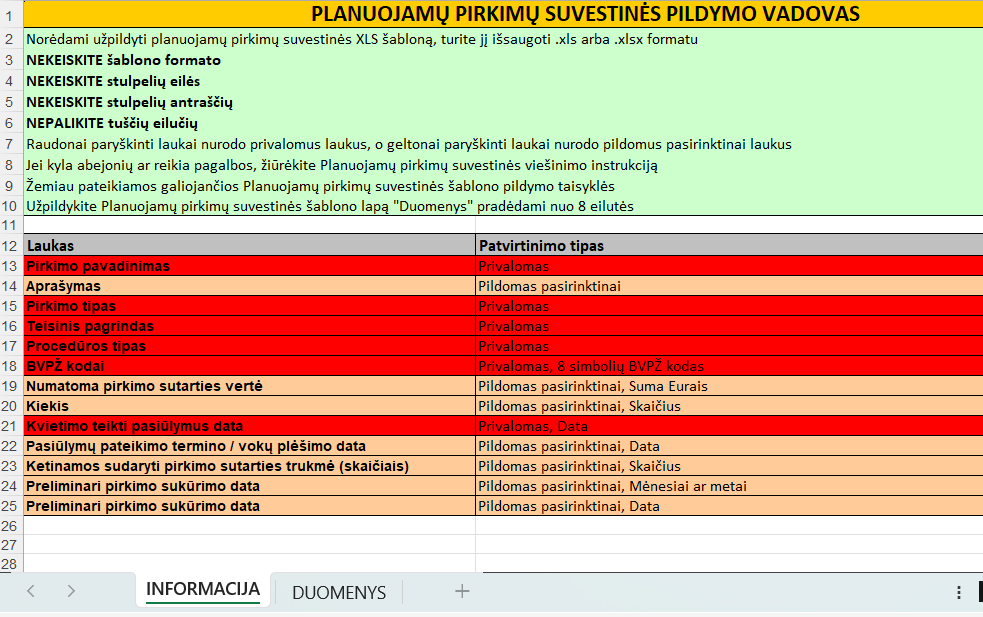 1 PLANUOJAMŲ PIRKIMŲ SUVESTINĖS PILDYMO VADOVAS
2 Norėdami užpildyti planuojamų pirkimų suvestinės XLS šabloną, turite jį išsaugoti .xls arba .xlsx formatu
3 NEKEISKITE šablono formato
4 NEKEISKITE stulpelių eilės
5 NEKEISKITE stulpelių antraščių
6 NEPALIKITE tuščių eilučių
7 Raudonai paryškinti laukai nurodo privalomus laukus, o geltonai paryškinti laukai nurodo pildomus pasirinktinai laukus
8 Jei kyla abejonių ar reikia pagalbos, žiūrėkite Planuojamų pirkimų suvestinės viešinimo instrukciją
9 Žemiau pateikiamos galiojančios Planuojamų pirkimų suvestinės šablono pildymo taisyklės
10 Užpildykite Planuojamų pirkimų suvestinės šablono lapą "Duomenys" pradėdami nuo 8 eilutės
11
12 Laukas Patvirtinimo tipas
13 Pirkimo pavadinimas Privalomas
14 Aprašymas Pildomas pasirinktinai
15 Pirkimo tipas Privalomas
16 Teisinis pagrindas Privalomas
17 Procedūros tipas Privalomas
18 BVPŽ kodai Privalomas, 8 simbolių BVPŽ kodas
19 Numatoma pirkimo sutarties vertė Pildomas pasirinktinai, Suma Eurais
20 Kiekis Pildomas pasirinktinai, Skaičius
21 Kvietimo teikti pasiūlymus data Privalomas, Data
22 Pasiūlymų pateikimo termino / vokų plėšimo data Pildomas pasirinktinai, Data
23 Ketinamos sudaryti pirkimo sutarties trukmė (skaičiais) Pildomas pasirinktinai, Skaičius
24 Preliminari pirkimo sukūrimo data Pildomas pasirinktinai, Mėnesiai ar metai
25 Preliminari pirkimo sukūrimo data Pildomas pasirinktinai, Data
26
27
28
INFORMACIJA DUOMENYS